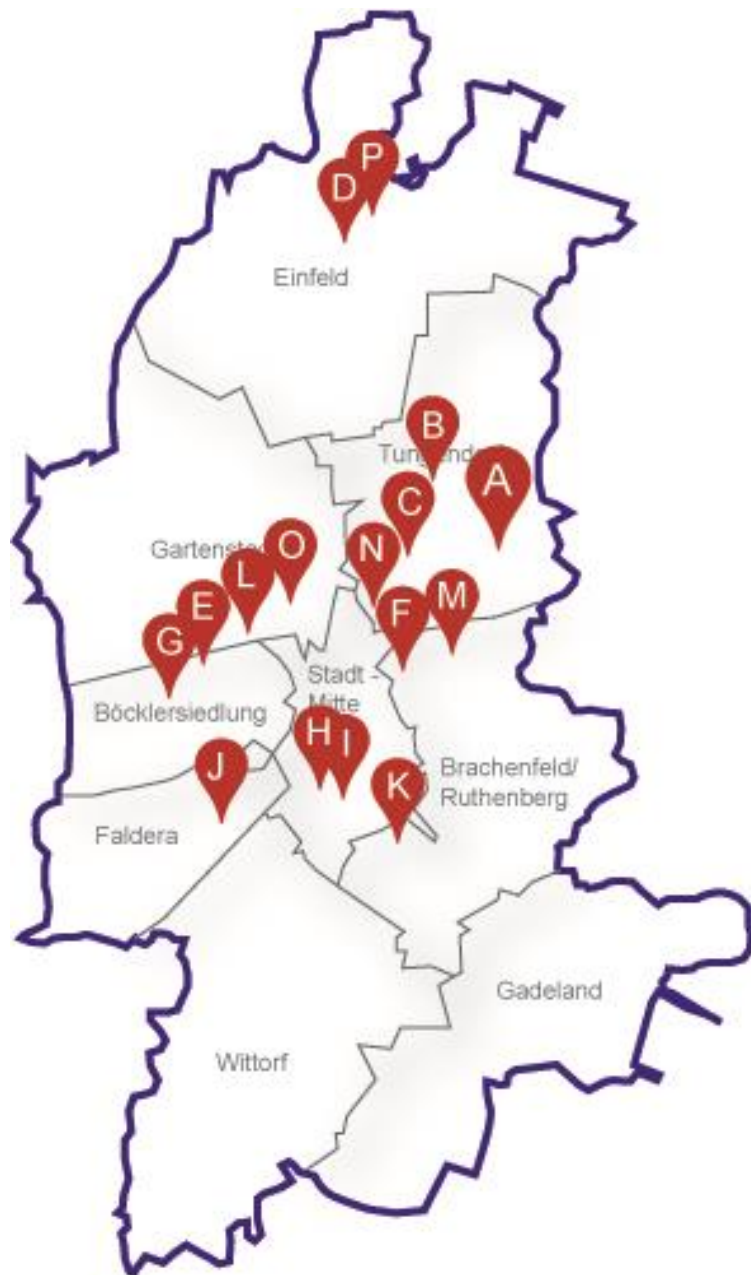 P
D
Einfeld
B
A
C
O
N
L
M
E
F
G
Stadt -
Mitte
Böcklersiedlung
H
I
J
K
Brachenfeld/
Ruthenberg
Faldera
Gadeland
Wittorf